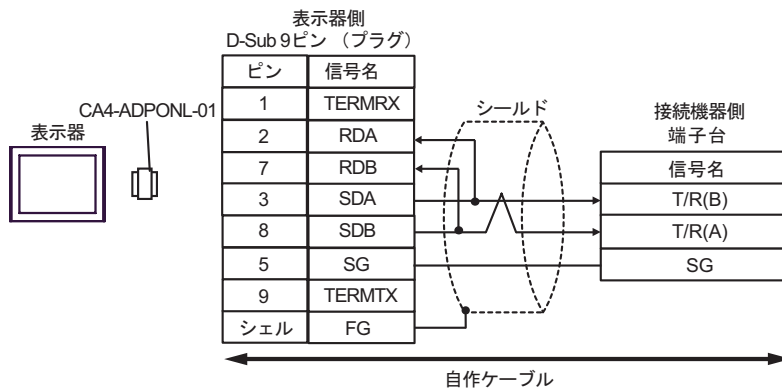 表示器側
D-Sub 9ピン （プラグ）
ピン 信号名
1 TERMRX
2 RDA
7 RDB
3 SDA
8 SDB
5 SG
9 TERMTX
シェル FG
CA4-ADPONL-01
表示器
シールド
接続機器側
端子台
信号名
T/R(B)
T/R(A)
SG
自作ケーブル